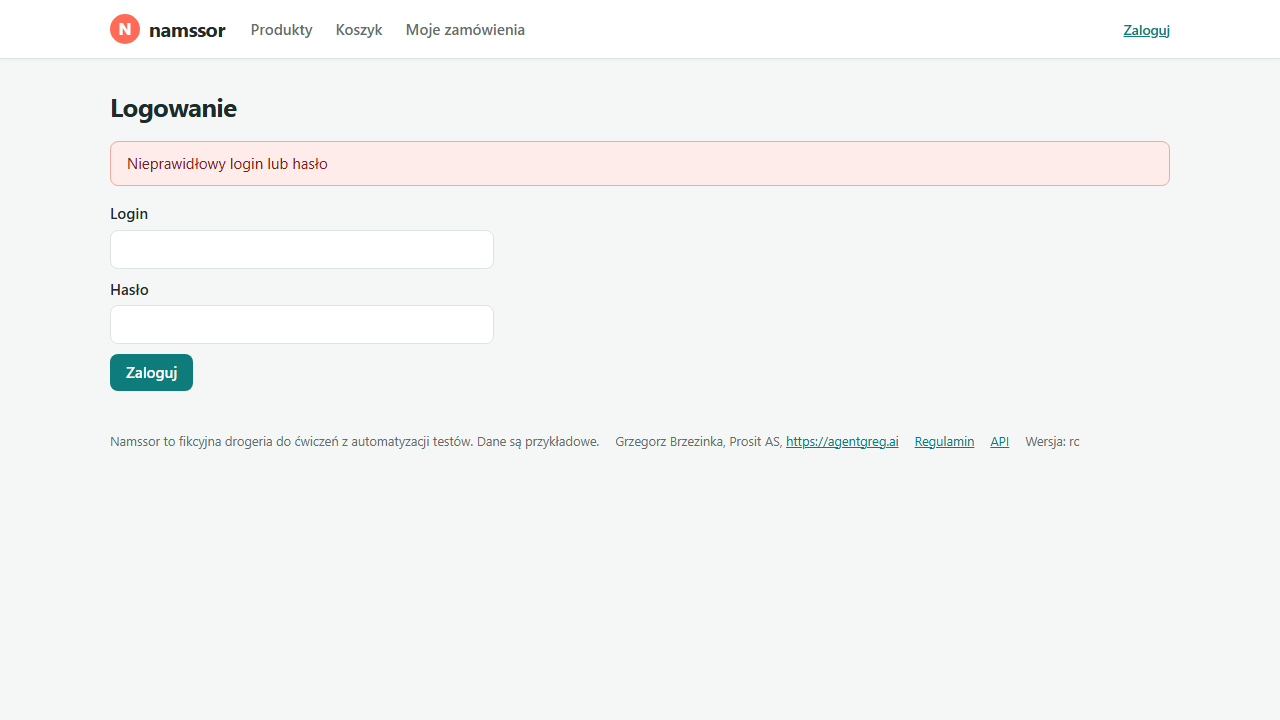 N namssor Produkty Koszyk Moje zamówienia Zaloguj
Logowanie
Nieprawidłowy login lub hasło
Login
Hasło
Zaloguj
Namssor to fikcyjna drogeria do ćwiczeń z automatyzacji testów. Dane są przykładowe. Grzegorz Brzezinka, Prosit AS, https://agentgreg.ai Regulamin API Wersja: rc